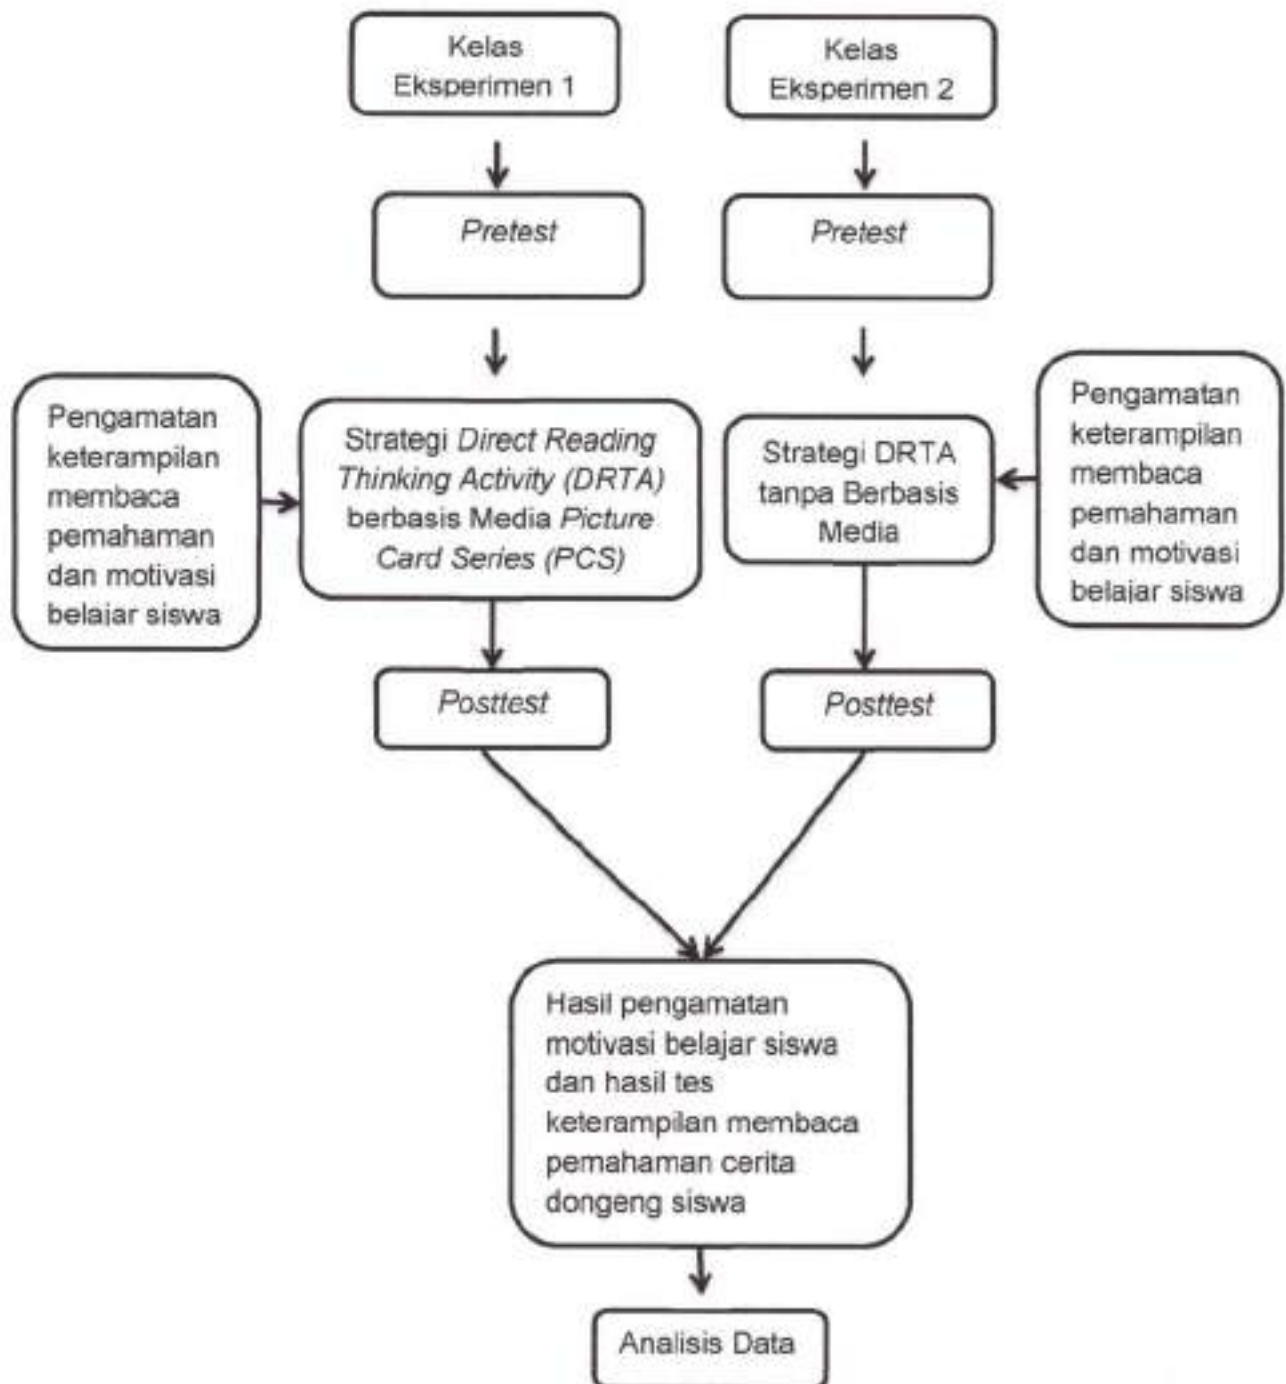 Kelas
Eksperimen 1
Kelas
Eksperimen 2
Pretest
Pretest
Pengamatan
keterampilan
membaca
pemahaman
dan motivasi
belajar siswa
Strategi Direct Reading
Thinking Activity (DRTA)
berbasis Media Picture
Card Series (PCS)
Strategi DRTA
tanpa Berbasis
Media
Pengamatan
keterampilan
membaca
pemahaman
dan motivasi
belajar siswa
Posttest
Posttest
Hasil pengamatan
motivasi belajar siswa
dan hasil tes
keterampilan membaca
pemahaman cerita
dongeng siswa
Analisis Data